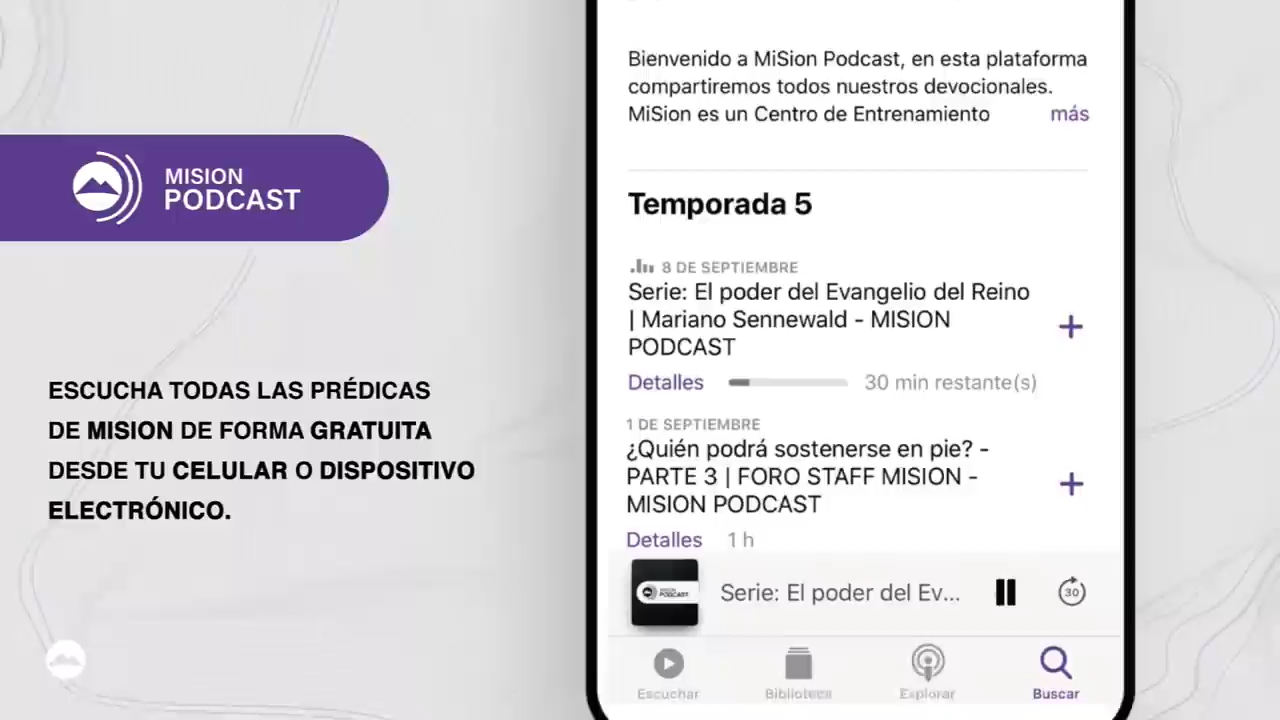 MISION
PODCAST
ESCUCHA TODAS LAS PRÉDICAS
DE MISION DE FORMA GRATUITA
DESDE TU CELULAR O DISPOSITIVO
ELECTRÓNICO.
Bienvenido a MiSion Podcast, en esta plataforma
compartiremos todos nuestros devocionales.
MiSion es un Centro de Entrenamiento más
Temporada 5
8 DE SEPTIEMBRE
Serie: El poder del Evangelio del Reino
| Mariano Sennewald - MISION
PODCAST
Detalles 30 min restante(s)
1 DE SEPTIEMBRE
¿Quién podrá sostenerse en pie? -
PARTE 3 | FORO STAFF MISION -
MISION PODCAST
Detalles 1 h
MISION
PODCAST
Serie: El poder del Ev...
30
Escuchar Biblioteca Explorar Buscar